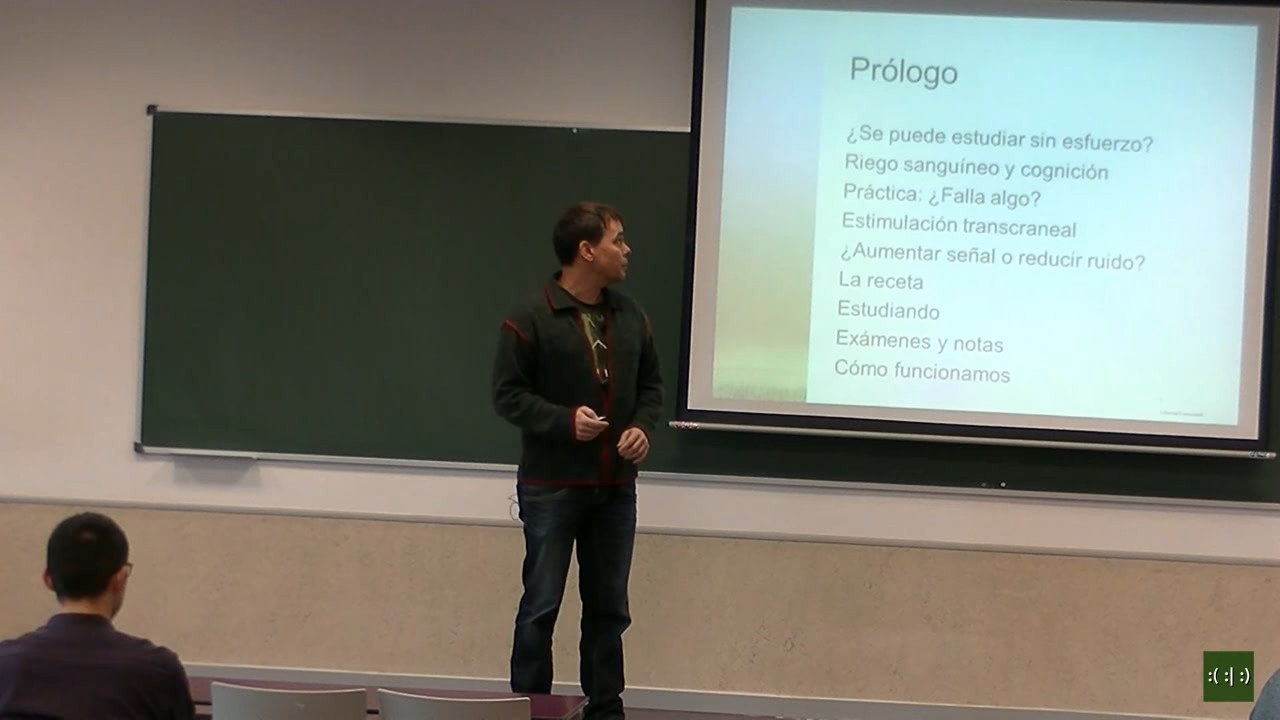 Prólogo
¿Se puede estudiar sin esfuerzo?
Riego sanguíneo y cognición
Práctica: ¿Falla algo?
Estimulación transcraneal
¿Aumentar señal o reducir ruido?
La receta
Estudiando
Exámenes y notas
Cómo funcionamos
:( :| :)